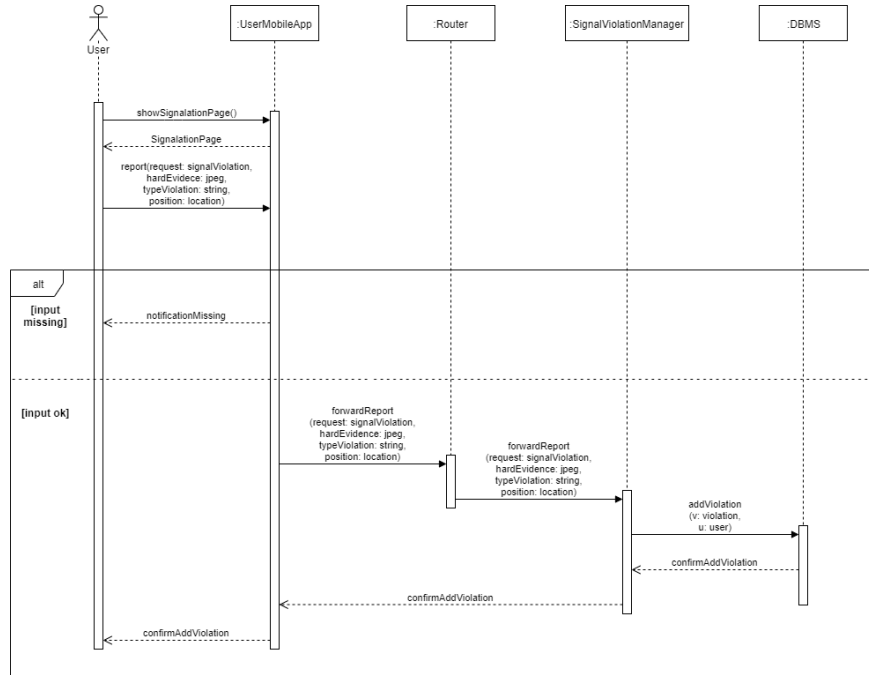 User
:UserMobileApp
:Router
:SignalViolationManager
:DBMS
showSignalationPage()
SignalationPage
report(request: signalViolation,
hardEvidece: jpeg,
typeViolation: string,
position: location)
alt
[input
missing]
notificationMissing
[input ok]
forwardReport
(request: signalViolation,
hardEvidence: jpeg,
typeViolation: string,
position: location)
forwardReport
(request: signalViolation,
hardEvidence: jpeg,
typeViolation: string,
position: location)
addViolation
(v: violation,
u: user)
confirmAddViolation
confirmAddViolation
confirmAddViolation